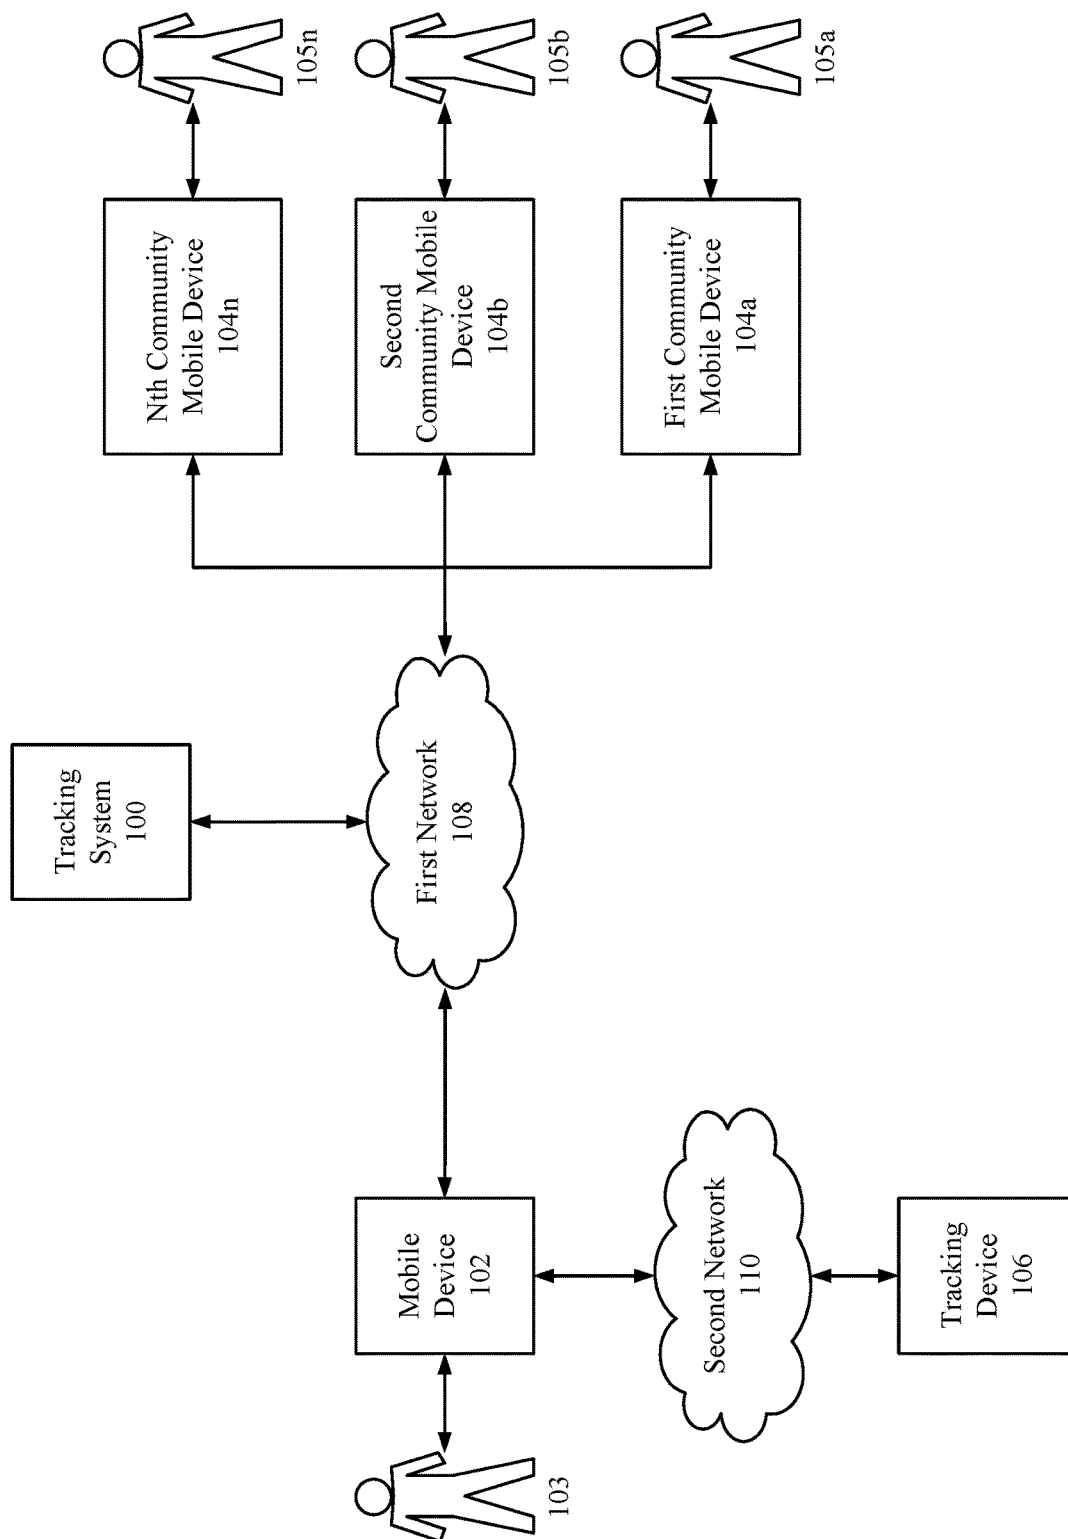 Tracking
System
100
Nth Community
Mobile Device
104n
105n
103
Mobile
Device
102
First Network
108
Second
Community Mobile
Device
104b
105b
Second Network
110
First Community
Mobile Device
104a
105a
Tracking
Device
106